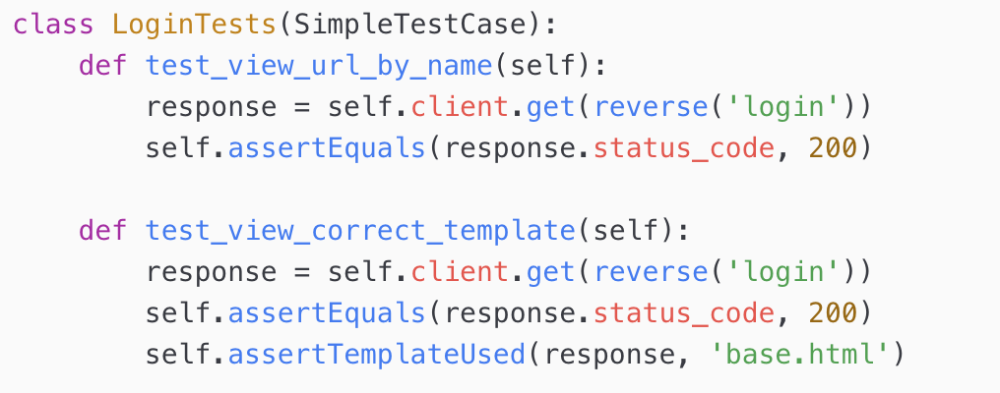 class LoginTests(SimpleTestCase):
    def test_view_url_by_name(self):
        response = self.client.get(reverse('login'))
        self.assertEquals(response.status_code, 200)

    def test_view_correct_template(self):
        response = self.client.get(reverse('login'))
        self.assertEquals(response.status_code, 200)
        self.assertTemplateUsed(response, 'base.html')